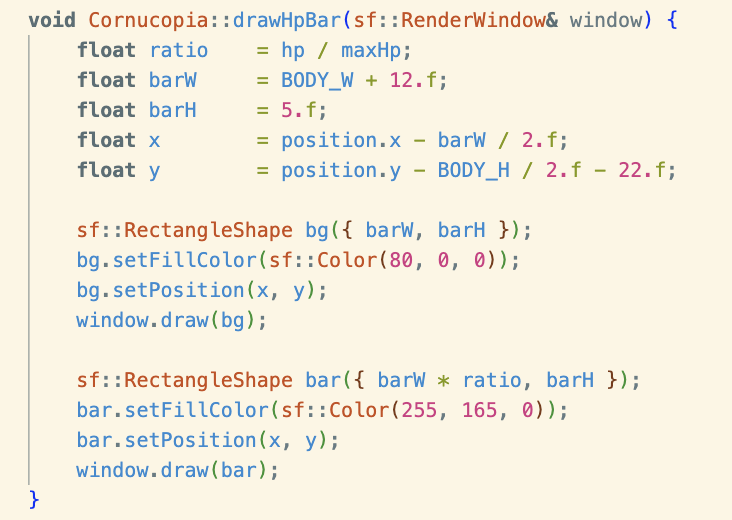 void Cornucopia::drawHpBar(sf::RenderWindow& window) {
    float ratio    = hp / maxHp;
    float barW     = BODY_W + 12.f;
    float barH     = 5.f;
    float x        = position.x - barW / 2.f;
    float y        = position.y - BODY_H / 2.f - 22.f;

    sf::RectangleShape bg({ barW, barH });
    bg.setFillColor(sf::Color(80, 0, 0));
    bg.setPosition(x, y);
    window.draw(bg);

    sf::RectangleShape bar({ barW * ratio, barH });
    bar.setFillColor(sf::Color(255, 165, 0));
    bar.setPosition(x, y);
    window.draw(bar);
}